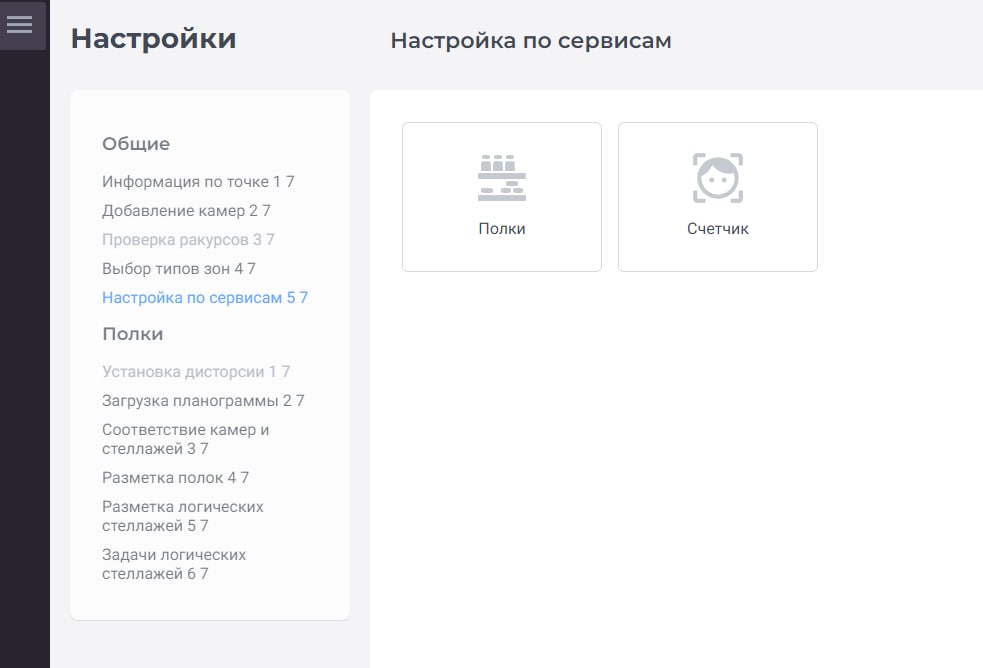 Настройки
Настройка по сервисам
Общие
Информация по точке 1 7
Добавление камер 2 7
Проверка ракурсов 3 7
Выбор типов зон 4 7
Настройка по сервисам 5 7
Полки
Установка дисторсии 1 7
Загрузка планограммы 2 7
Соответствие камер и
стеллажей 3 7
Разметка полок 4 7
Разметка логических
стеллажей 5 7
Задачи логических
стеллажей 6 7
Полки
Счетчик